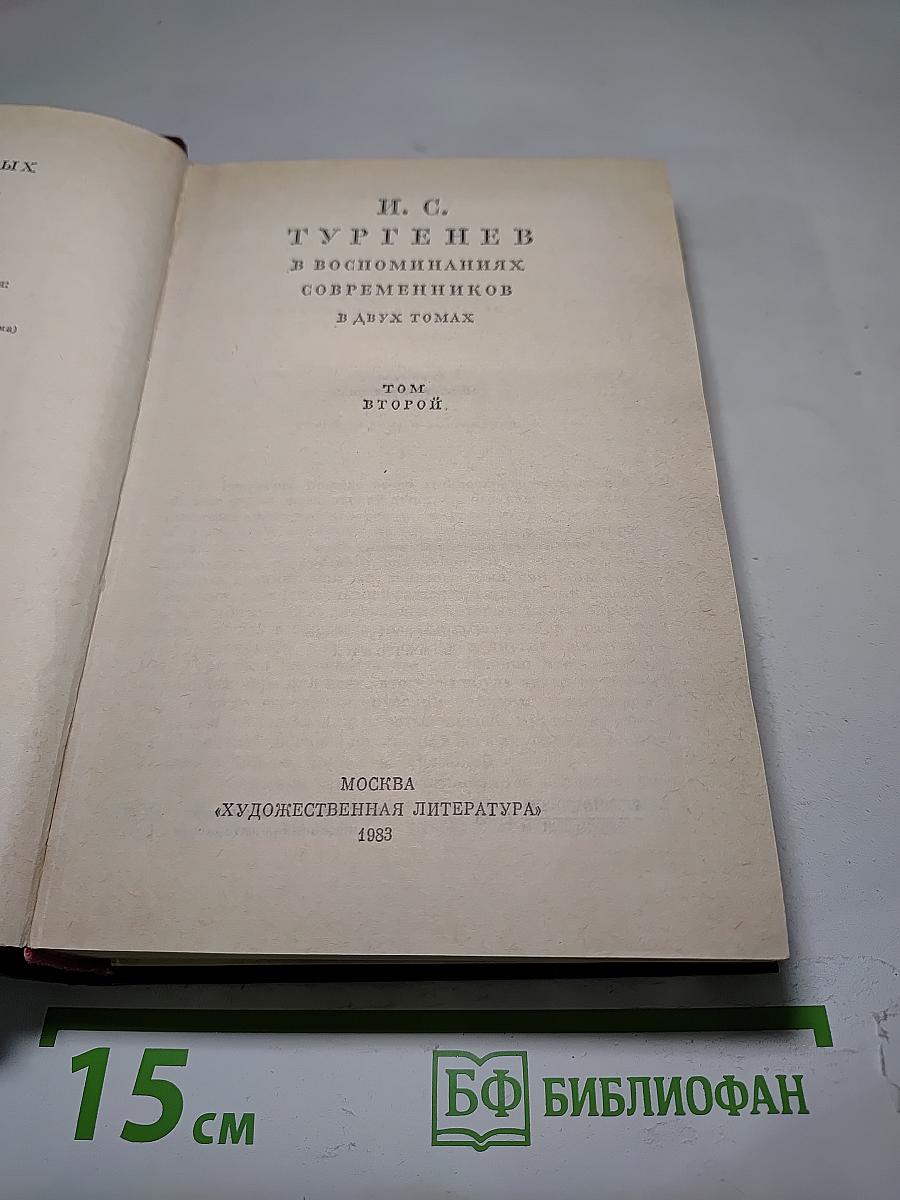 И. С.
ТУРГЕНЕВ
В ВОСПОМИНАНИЯХ
СОВРЕМЕННИКОВ
В ДВУХ ТОМАХ
ТОМ
ВТОРОЙ
МОСКВА
«ХУДОЖЕСТВЕННАЯ ЛИТЕРАТУРА»
1983
15 см
БФ БИБЛИОФАН